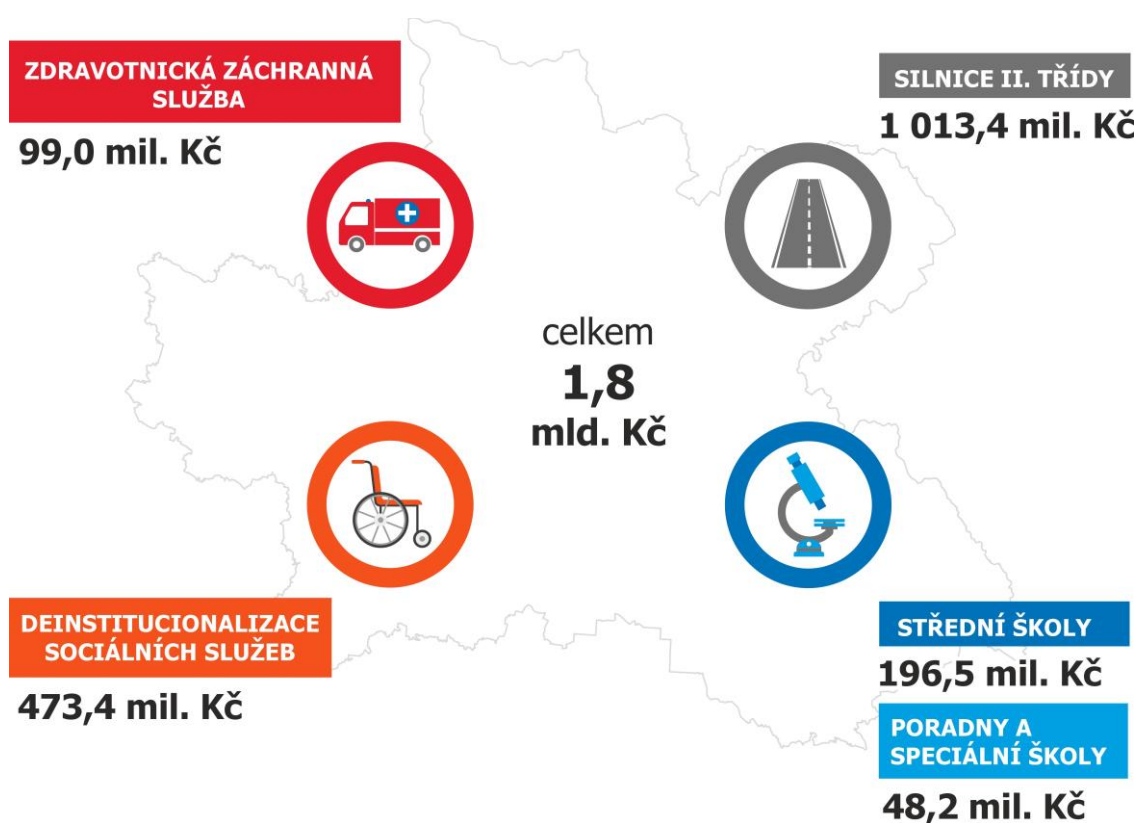 ZDRAVOTNICKÁ ZÁCHRANNÁ
SLUŽBA
99,0 mil. Kč
SILNICE II. TŘÍDY
1 013,4 mil. Kč
celkem
1,8
mld. Kč
DEINSTITUCIONALIZACE
SOCIÁLNÍCH SLUŽEB
473,4 mil. Kč
STŘEDNÍ ŠKOLY
196,5 mil. Kč
PORADNY A
SPECIÁLNÍ ŠKOLY
48,2 mil. Kč